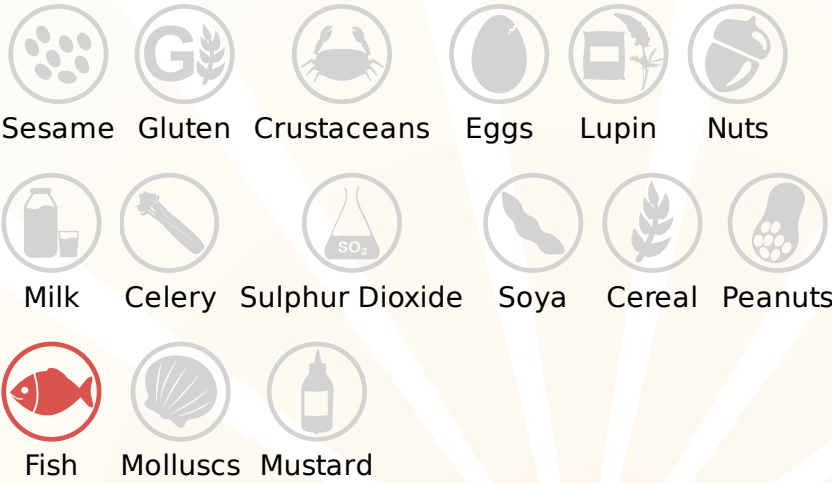 G
Sesame Gluten Crustaceans Eggs Lupin Nuts
SO₂
Milk Celery Sulphur Dioxide Soya Cereal Peanuts
Fish Molluscs Mustard